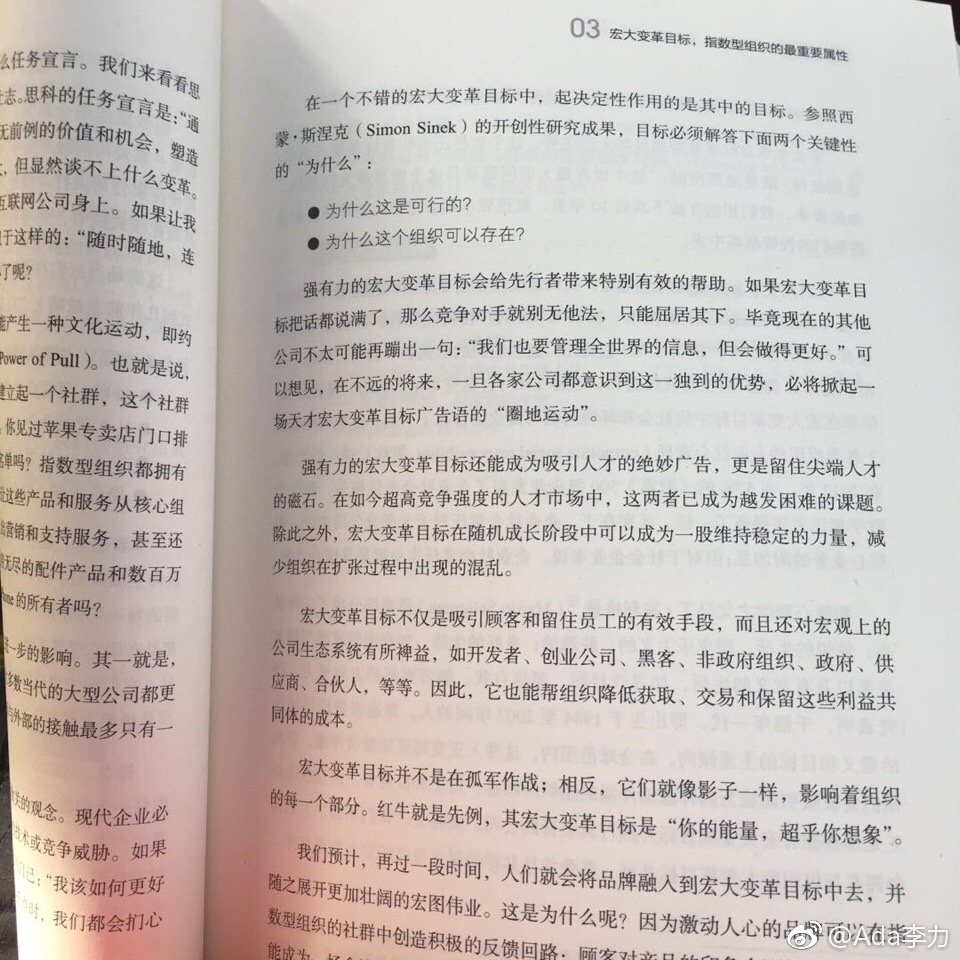 么任务宣言。我们来看看思
志。思科的任务宣言是:“通
无前例的价值和机会，塑造
，但显然谈不上什么变革。
互联网公司身上。如果让我
于这样的：“随时随地，连
了呢？
能产生一种文化运动，即约
Power of Pull）。也就是说，
建立起一个社群，这个社群
你见过苹果专卖店门口排
单吗？指数型组织都拥有
这些产品和服务从核心组
出营销和支持服务，甚至还
无尽的配件产品和数百万
one 的所有者吗？
进一步的影响。其一就是，
多数当代的大型公司都更
与外部的接触最多只有一
关的观念。现代企业必
技术或竞争威胁。如果
自己：“我该如何更好
时，我们都会扪心
03 宏大变革目标，指数型组织的最重要属性
在一个不错的宏大变革目标中，起决定性作用的是其中的目标。参照西
蒙·斯涅克（Simon Sinek）的开创性研究成果，目标必须解答下面两个关键性
的“为什么”：
● 为什么这是可行的?
● 为什么这个组织可以存在?
强有力的宏大变革目标会给先行者带来特别有效的帮助。如果宏大变革目
标把话都说满了，那么竞争对手就别无他法，只能屈居其下。毕竟现在的其他
公司不太可能再蹦出一句：“我们也要管理全世界的信息，但会做得更好。”可
以想见，在不远的将来，一旦各家公司都意识到这一独到的优势，必将掀起一
场天才宏大变革目标广告语的“圈地运动”。
强有力的宏大变革目标还能成为吸引人才的绝妙广告，更是留住尖端人才
的磁石。在如今超高竞争强度的人才市场中，这两者已成为越发困难的课题。
除此之外，宏大变革目标在随机成长阶段中可以成为一股维持稳定的力量，减
少组织在扩张过程中出现的混乱。
宏大变革目标不仅是吸引顾客和留住员工的有效手段，而且还对宏观上的
公司生态系统有所裨益，如开发者、创业公司、黑客、非政府组织、政府、供
应商、合伙人，等等。因此，它也能帮组织降低获取、交易和保留这些利益共
同体的成本。
宏大变革目标并不是在孤军作战；相反，它们就像影子一样，影响着组织
的每一个部分。红牛就是先例，其宏大变革目标是“你的能量，超乎你想象”。
我们预计，再过一段时间，人们就会将品牌融入到宏大变革目标中去，并
随之展开更加壮阔的宏图伟业。这是为什么呢？因为激动人心的品牌可以在指
数型组织的社群中创造积极的反馈回路：顾客对产品的印象
@Ada李力